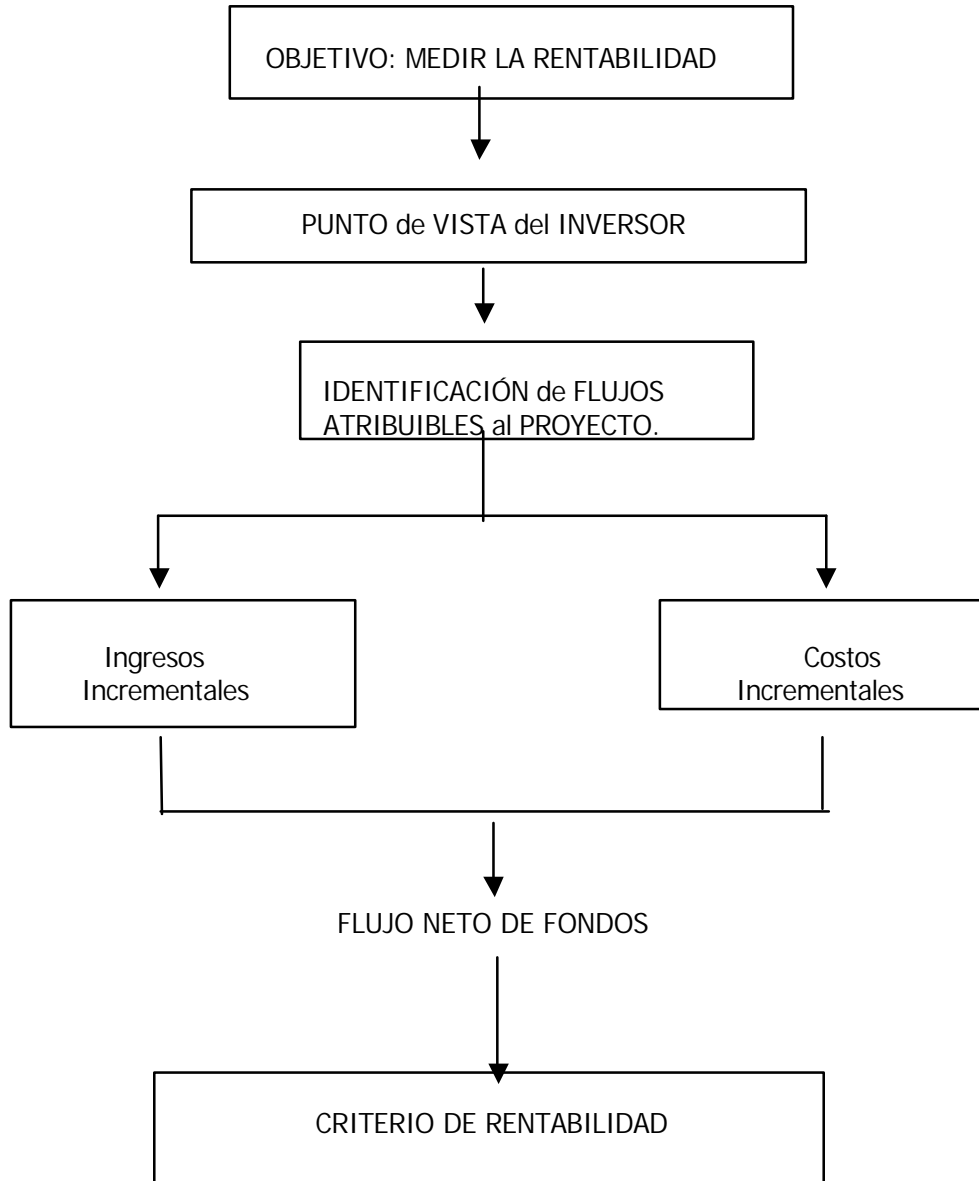 OBJETIVO: MEDIR LA RENTABILIDAD
PUNTO de VISTA del INVERSOR
IDENTIFICACIÓN de FLUJOS
ATRIBUIBLES al PROYECTO.
Ingresos
Incrementales
Costos
Incrementales
FLUJO NETO DE FONDOS
CRITERIO DE RENTABILIDAD